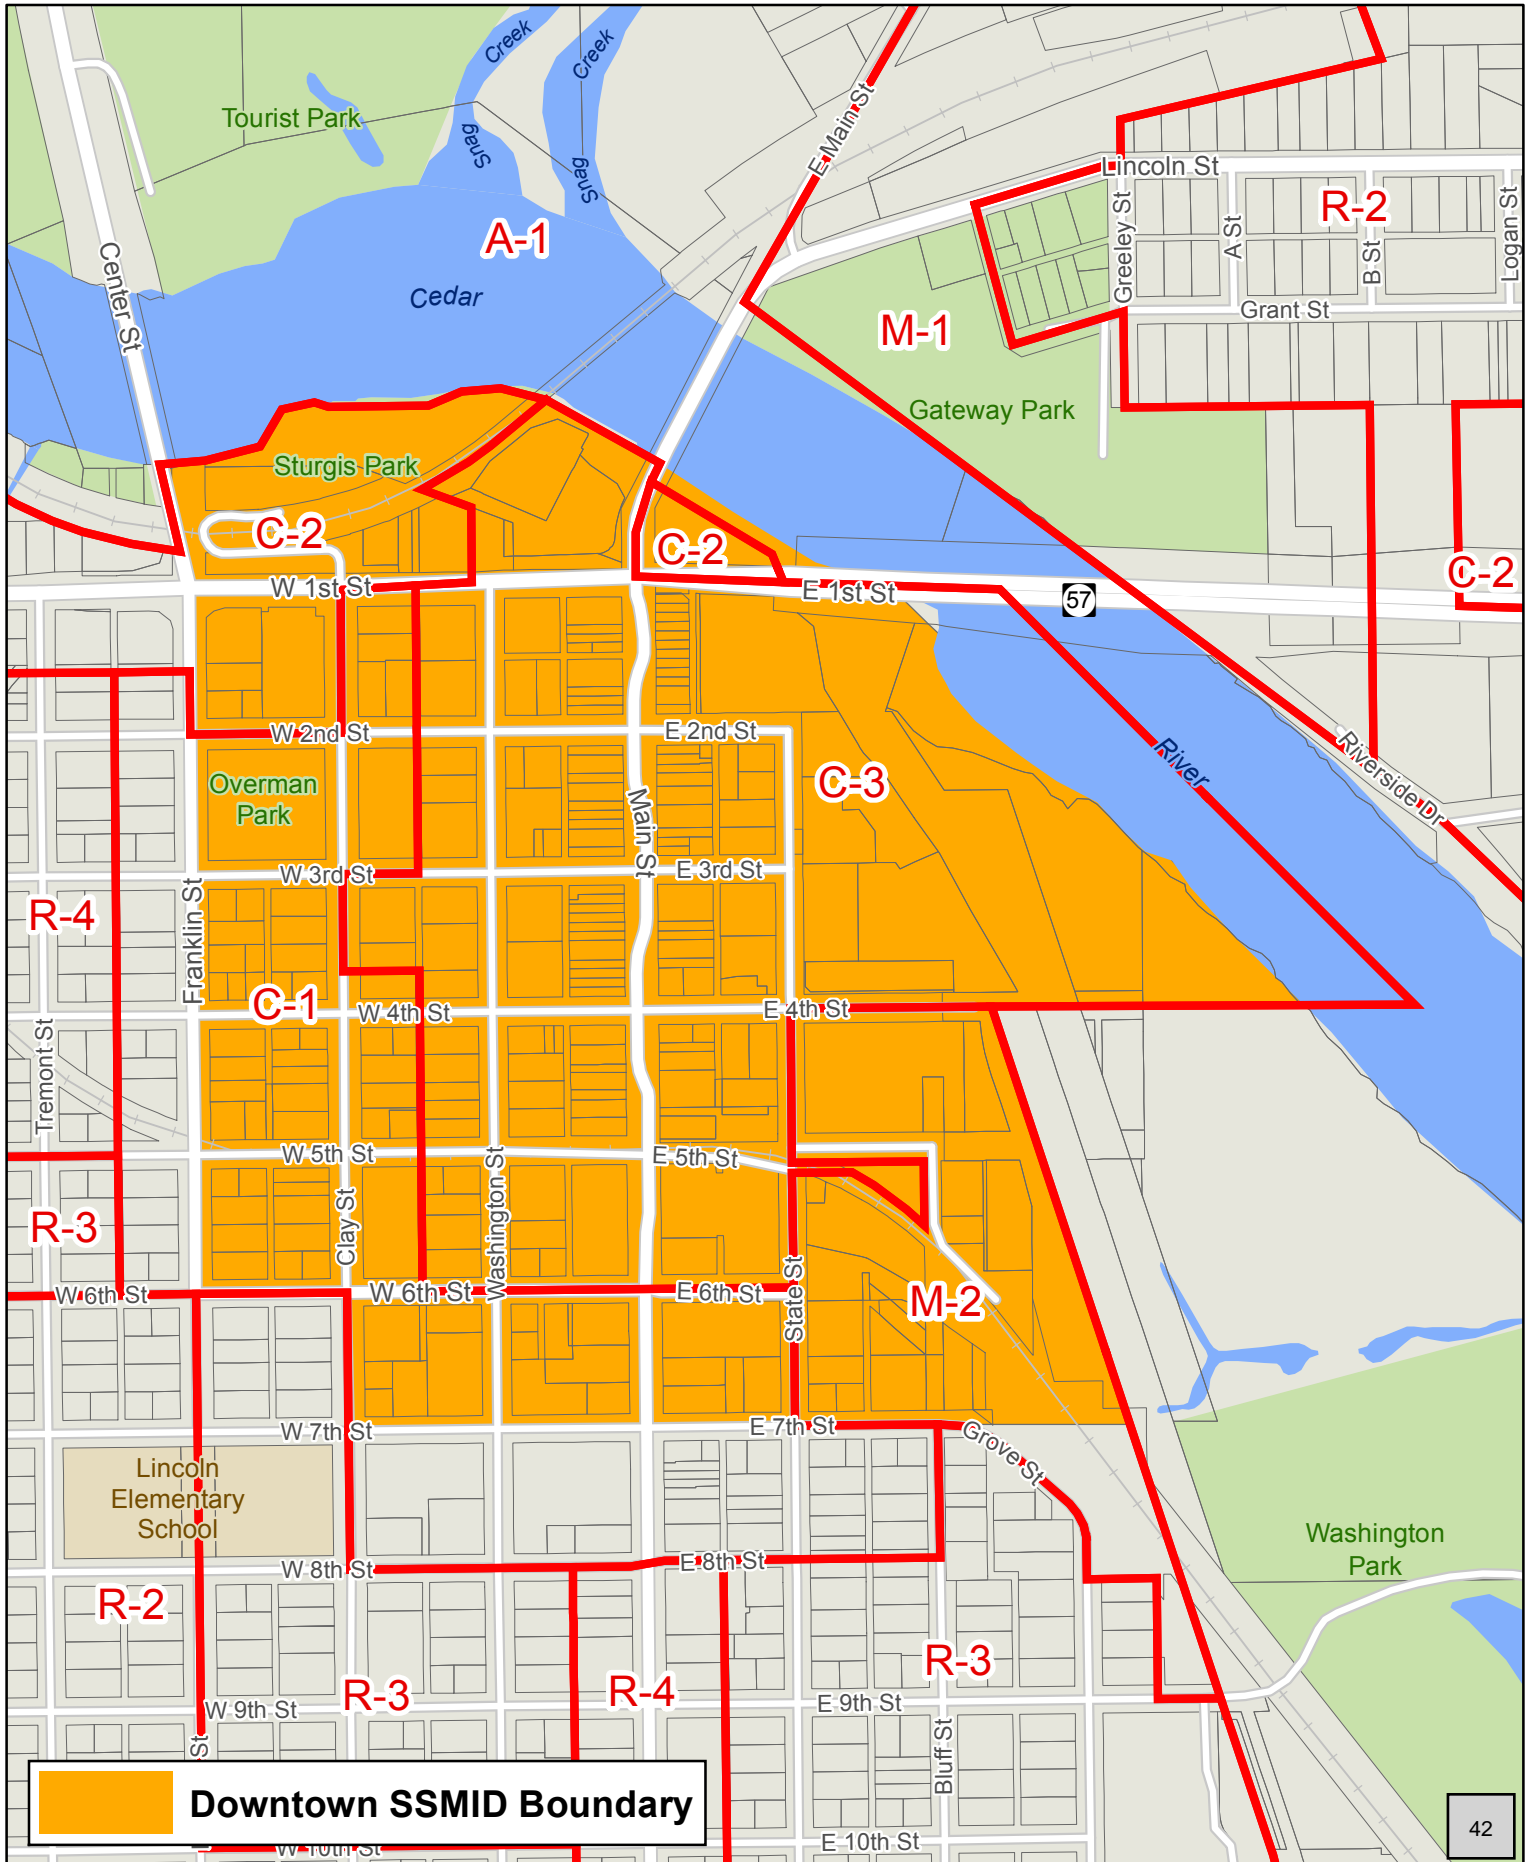 Creek
Creek
Tourist Park
Snag
Snag
E Main St
Lincoln St
R-2
Greeley St
A St
B St
Logan St
A-1
Center St
Cedar
Grant St
M-1
Gateway Park
Sturgis Park
C-2
C-2
C-2
W 1st St
E 1st St
57
W 2nd St
E 2nd St
River
Riverside Dr
Overman
Park
C-3
Main St
W 3rd St
E 3rd St
R-4
Franklin St
C-1
W 4th St
E 4th St
Tremont St
W 5th St
E 5th St
R-3
Clay St
Washington St
W 6th St
W 6th St
E 6th St
State St
M-2
W 7th St
E 7th St
Grove St
Lincoln
Elementary
School
Washington
Park
W 8th St
E 8th St
R-2
R-3
R-4
R-3
W 9th St
E 9th St
St
Bluff St
Downtown SSMID Boundary
W 10th St
E 10th St
42